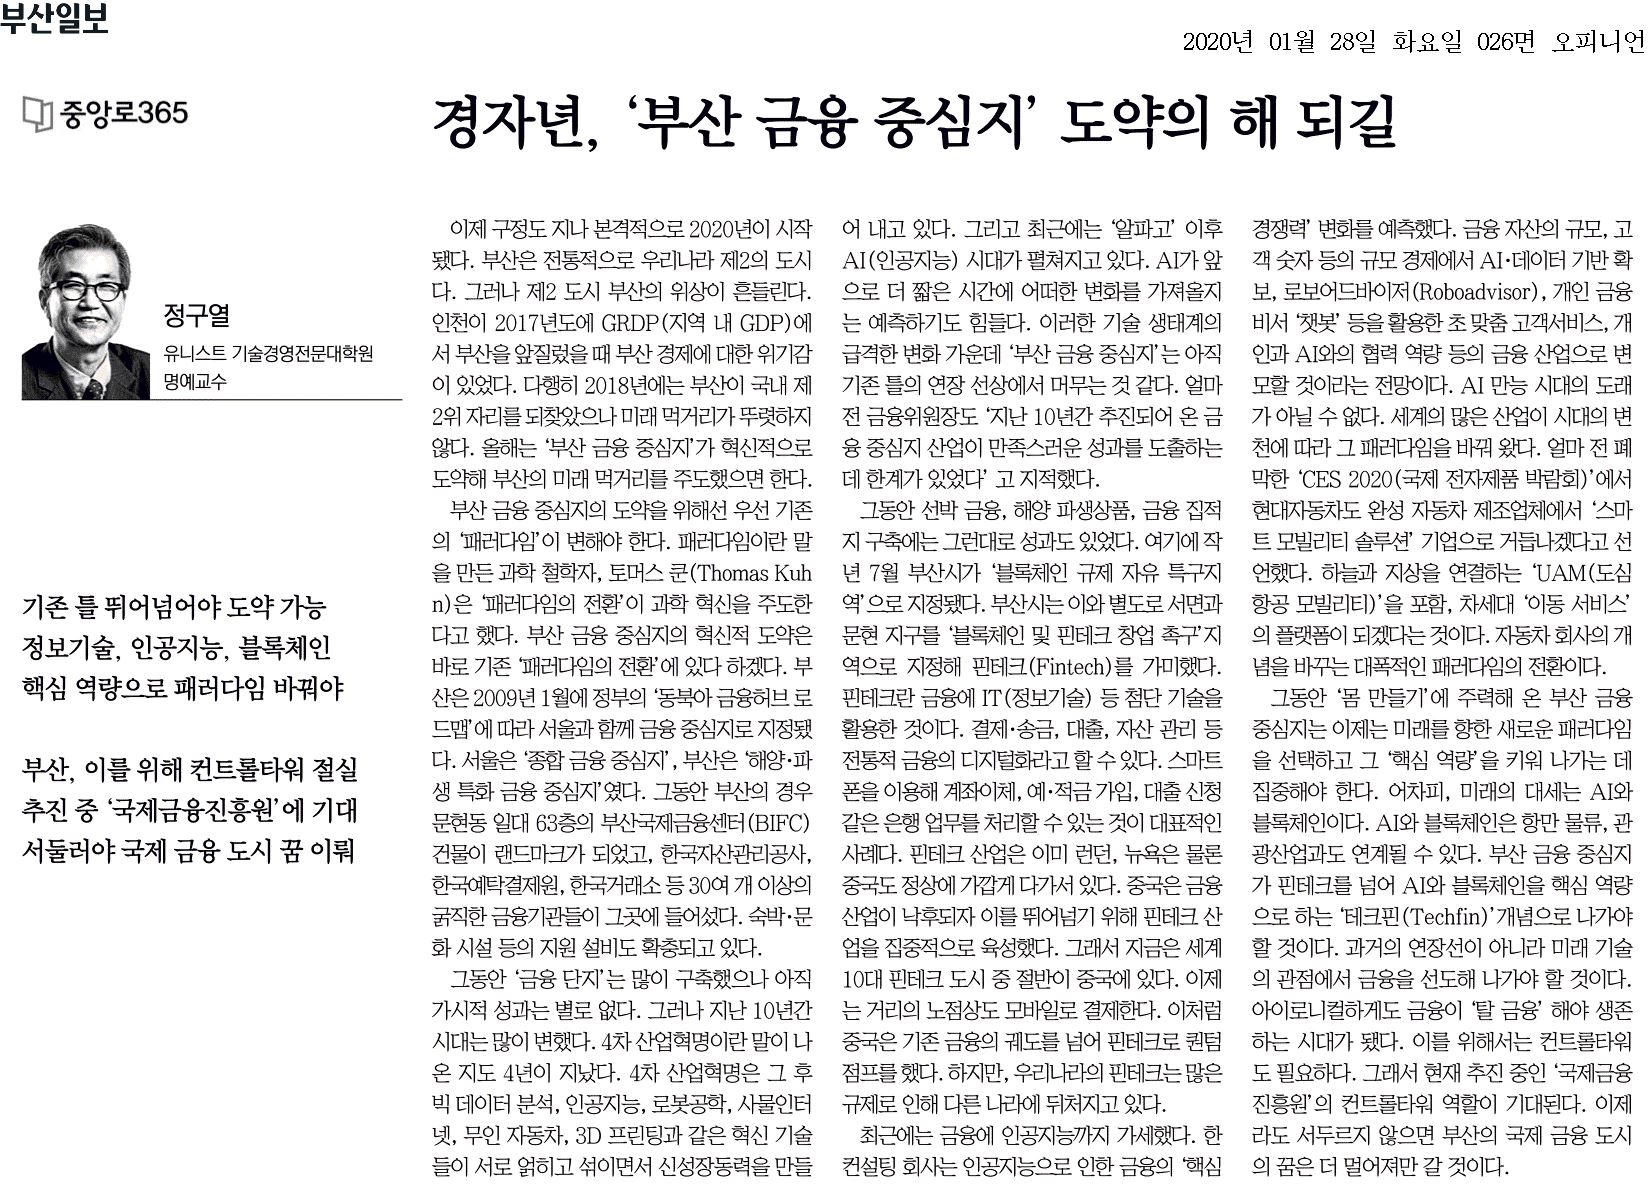 부산일보
2020년 01월 28일 화요일 026면 오피니언
중앙로365
경자년, ‘부산 금융 중심지’ 도약의 해 되길
정구열
유니스트 기술경영전문대학원
명예교수
기존 틀 뛰어넘어야 도약 가능
정보기술, 인공지능, 블록체인
핵심 역량으로 패러다임 바꿔야
부산, 이를 위해 컨트롤타워 절실
추진 중 ‘국제금융진흥원’에 기대
서둘러야 국제 금융 도시 꿈 이뤄
이제 구정도 지나 본격적으로 2020년이 시작
됐다. 부산은 전통적으로 우리나라 제2의 도시
다. 그러나 제2 도시 부산의 위상이 흔들린다.
인천이 2017년도에 GRDP(지역 내 GDP)에
서 부산을 앞질렀을 때 부산 경제에 대한 위기감
이 있었다. 다행히 2018년에는 부산이 국내 제
2위 자리를 되찾았으나 미래 먹거리가 뚜렷하지
않다. 올해는 ‘부산 금융 중심지’가 혁신적으로
도약해 부산의 미래 먹거리를 주도했으면 한다.
부산 금융 중심지의 도약을 위해선 우선 기존
의 ‘패러다임’이 변해야 한다. 패러다임이란 말
을 만든 과학 철학자, 토머스 쿤(Thomas Kuh
n)은 ‘패러다임의 전환’이 과학 혁신을 주도한
다고 했다. 부산 금융 중심지의 혁신적 도약은
바로 기존 ‘패러다임의 전환’에 있다 하겠다. 부
산은 2009년 1월에 정부의 ‘동북아 금융허브 로
드맵’에 따라 서울과 함께 금융 중심지로 지정됐
다. 서울은 ‘종합 금융 중심지’, 부산은 ‘해양·파
생 특화 금융 중심지’였다. 그동안 부산의 경우
문현동 일대 63층의 부산국제금융센터(BIFC)
건물이 랜드마크가 되었고, 한국자산관리공사,
한국예탁결제원, 한국거래소 등 30여 개 이상의
굵직한 금융기관들이 그곳에 들어섰다. 숙박·문
화 시설 등의 지원 설비도 확충되고 있다.
그동안 ‘금융 단지’는 많이 구축했으나 아직
가시적 성과는 별로 없다. 그러나 지난 10년간
시대는 많이 변했다. 4차 산업혁명이란 말이 나
온 지도 4년이 지났다. 4차 산업혁명은 그 후
빅 데이터 분석, 인공지능, 로봇공학, 사물인터
넷, 무인 자동차, 3D 프린팅과 같은 혁신 기술
들이 서로 얽히고 섞이면서 신성장동력을 만들
어 내고 있다. 그리고 최근에는 ‘알파고’ 이후
AI(인공지능) 시대가 펼쳐지고 있다. AI가 앞
으로 더 짧은 시간에 어떠한 변화를 가져올지
는 예측하기도 힘들다. 이러한 기술 생태계의
급격한 변화 가운데 ‘부산 금융 중심지’는 아직
기존 틀의 연장 선상에서 머무는 것 같다. 얼마
전 금융위원장도 ‘지난 10년간 추진되어 온 금
융 중심지 산업이 만족스러운 성과를 도출하는
데 한계가 있었다’ 고 지적했다.
그동안 선박 금융, 해양 파생상품, 금융 집적
지 구축에는 그런대로 성과도 있었다. 여기에 작
년 7월 부산시가 ‘블록체인 규제 자유 특구지
역’으로 지정됐다. 부산시는 이와 별도로 서면과
문현 지구를 ‘블록체인 및 핀테크 창업 촉구’지
역으로 지정해 핀테크(Fintech)를 가미했다.
핀테크란 금융에 IT(정보기술) 등 첨단 기술을
활용한 것이다. 결제·송금, 대출, 자산 관리 등
전통적 금융의 디지털화라고 할 수 있다. 스마트
폰을 이용해 계좌이체, 예·적금 가입, 대출 신청
같은 은행 업무를 처리할 수 있는 것이 대표적인
사례다. 핀테크 산업은 이미 런던, 뉴욕은 물론
중국도 정상에 가깝게 다가서 있다. 중국은 금융
산업이 낙후되자 이를 뛰어넘기 위해 핀테크 산
업을 집중적으로 육성했다. 그래서 지금은 세계
10대 핀테크 도시 중 절반이 중국에 있다. 이제
는 거리의 노점상도 모바일로 결제한다. 이처럼
중국은 기존 금융의 궤도를 넘어 핀테크로 퀀텀
점프를 했다. 하지만, 우리나라의 핀테크는 많은
규제로 인해 다른 나라에 뒤처지고 있다.
최근에는 금융에 인공지능까지 가세했다. 한
컨설팅 회사는 인공지능으로 인한 금융의 ‘핵심
경쟁력’ 변화를 예측했다. 금융 자산의 규모, 고
객 숫자 등의 규모 경제에서 AI·데이터 기반 확
보, 로보어드바이저(Roboadvisor), 개인 금융
비서 ‘챗봇’ 등을 활용한 초 맞춤 고객서비스, 개
인과 AI와의 협력 역량 등의 금융 산업으로 변
모할 것이라는 전망이다. AI 만능 시대의 도래
가 아닐 수 없다. 세계의 많은 산업이 시대의 변
천에 따라 그 패러다임을 바꿔 왔다. 얼마 전 폐
막한 ‘CES 2020(국제 전자제품 박람회)’에서
현대자동차도 완성 자동차 제조업체에서 ‘스마
트 모빌리티 솔루션’ 기업으로 거듭나겠다고 선
언했다. 하늘과 지상을 연결하는 ‘UAM(도심
항공 모빌리티)’을 포함, 차세대 ‘이동 서비스’
의 플랫폼이 되겠다는 것이다. 자동차 회사의 개
념을 바꾸는 대폭적인 패러다임의 전환이다.
그동안 ‘몸 만들기’에 주력해 온 부산 금융
중심지는 이제는 미래를 향한 새로운 패러다임
을 선택하고 그 ‘핵심 역량’을 키워 나가는 데
집중해야 한다. 어차피, 미래의 대세는 AI와
블록체인이다. AI와 블록체인은 항만 물류, 관
광산업과도 연계될 수 있다. 부산 금융 중심지
가 핀테크를 넘어 AI와 블록체인을 핵심 역량
으로 하는 ‘테크핀(Techfin)’개념으로 나가야
할 것이다. 과거의 연장선이 아니라 미래 기술
의 관점에서 금융을 선도해 나가야 할 것이다.
아이로니컬하게도 금융이 ‘탈 금융’ 해야 생존
하는 시대가 됐다. 이를 위해서는 컨트롤타워
도 필요하다. 그래서 현재 추진 중인 ‘국제금융
진흥원’의 컨트롤타워 역할이 기대된다. 이제
라도 서두르지 않으면 부산의 국제 금융 도시
의 꿈은 더 멀어져만 갈 것이다.